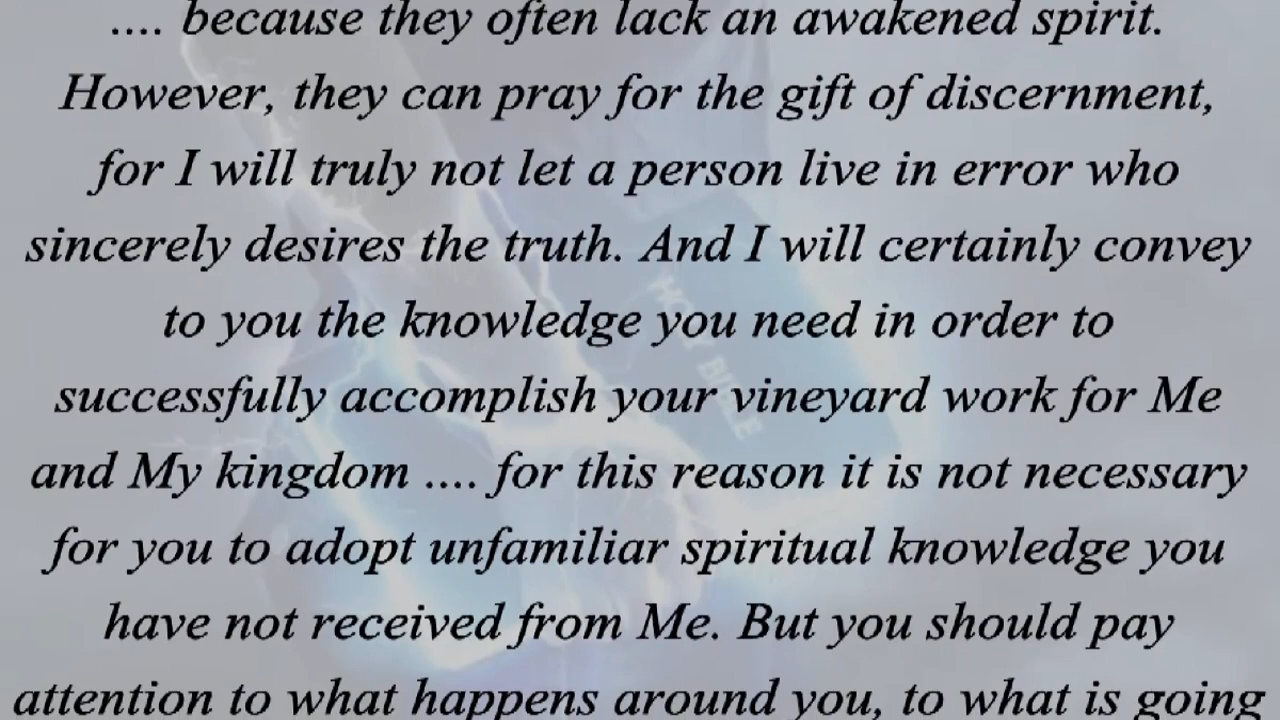 .... because they often lack an awakened spirit.
However, they can pray for the gift of discernment,
for I will truly not let a person live in error who
sincerely desires the truth. And I will certainly convey
to you the knowledge you need in order to
successfully accomplish your vineyard work for Me
and My kingdom .... for this reason it is not necessary
for you to adopt unfamiliar spiritual knowledge you
have not received from Me. But you should pay
attention to what happens around you, to what is going
HOLY BIBLE